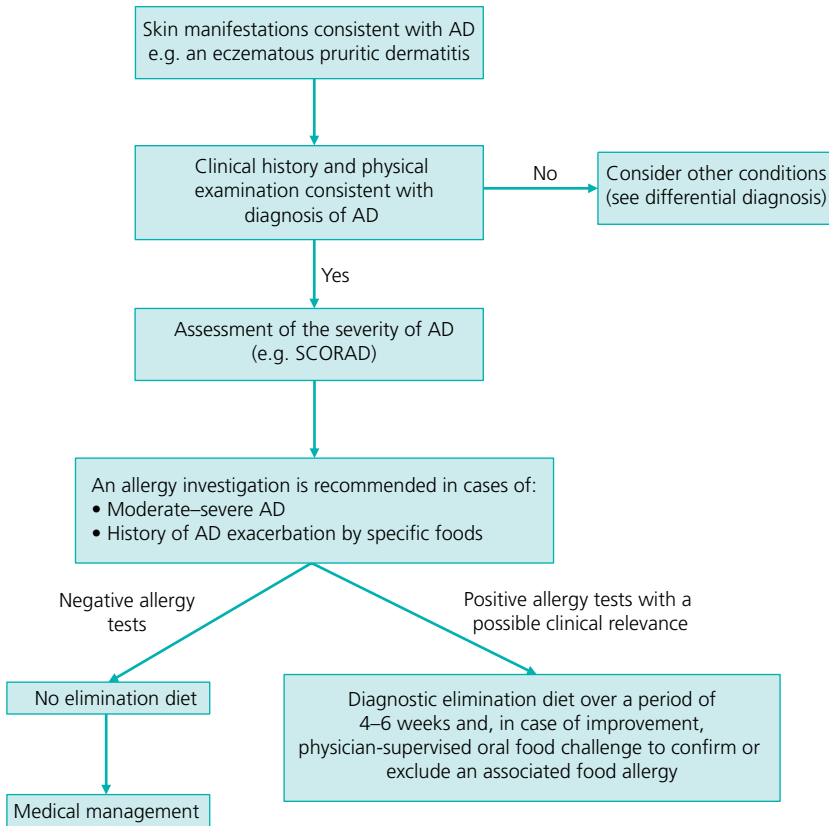 Skin manifestations consistent with AD
e.g. an eczematous pruritic dermatitis
Clinical history and physical
examination consistent with
diagnosis of AD
No
Consider other conditions
(see differential diagnosis)
Yes
Assessment of the severity of AD
(e.g. SCORAD)
An allergy investigation is recommended in cases of:
• Moderate–severe AD
• History of AD exacerbation by specific foods
Negative allergy
tests
Positive allergy tests with a
possible clinical relevance
No elimination diet
Diagnostic elimination diet over a period of
4–6 weeks and, in case of improvement,
physician-supervised oral food challenge to confirm or
exclude an associated food allergy
Medical management